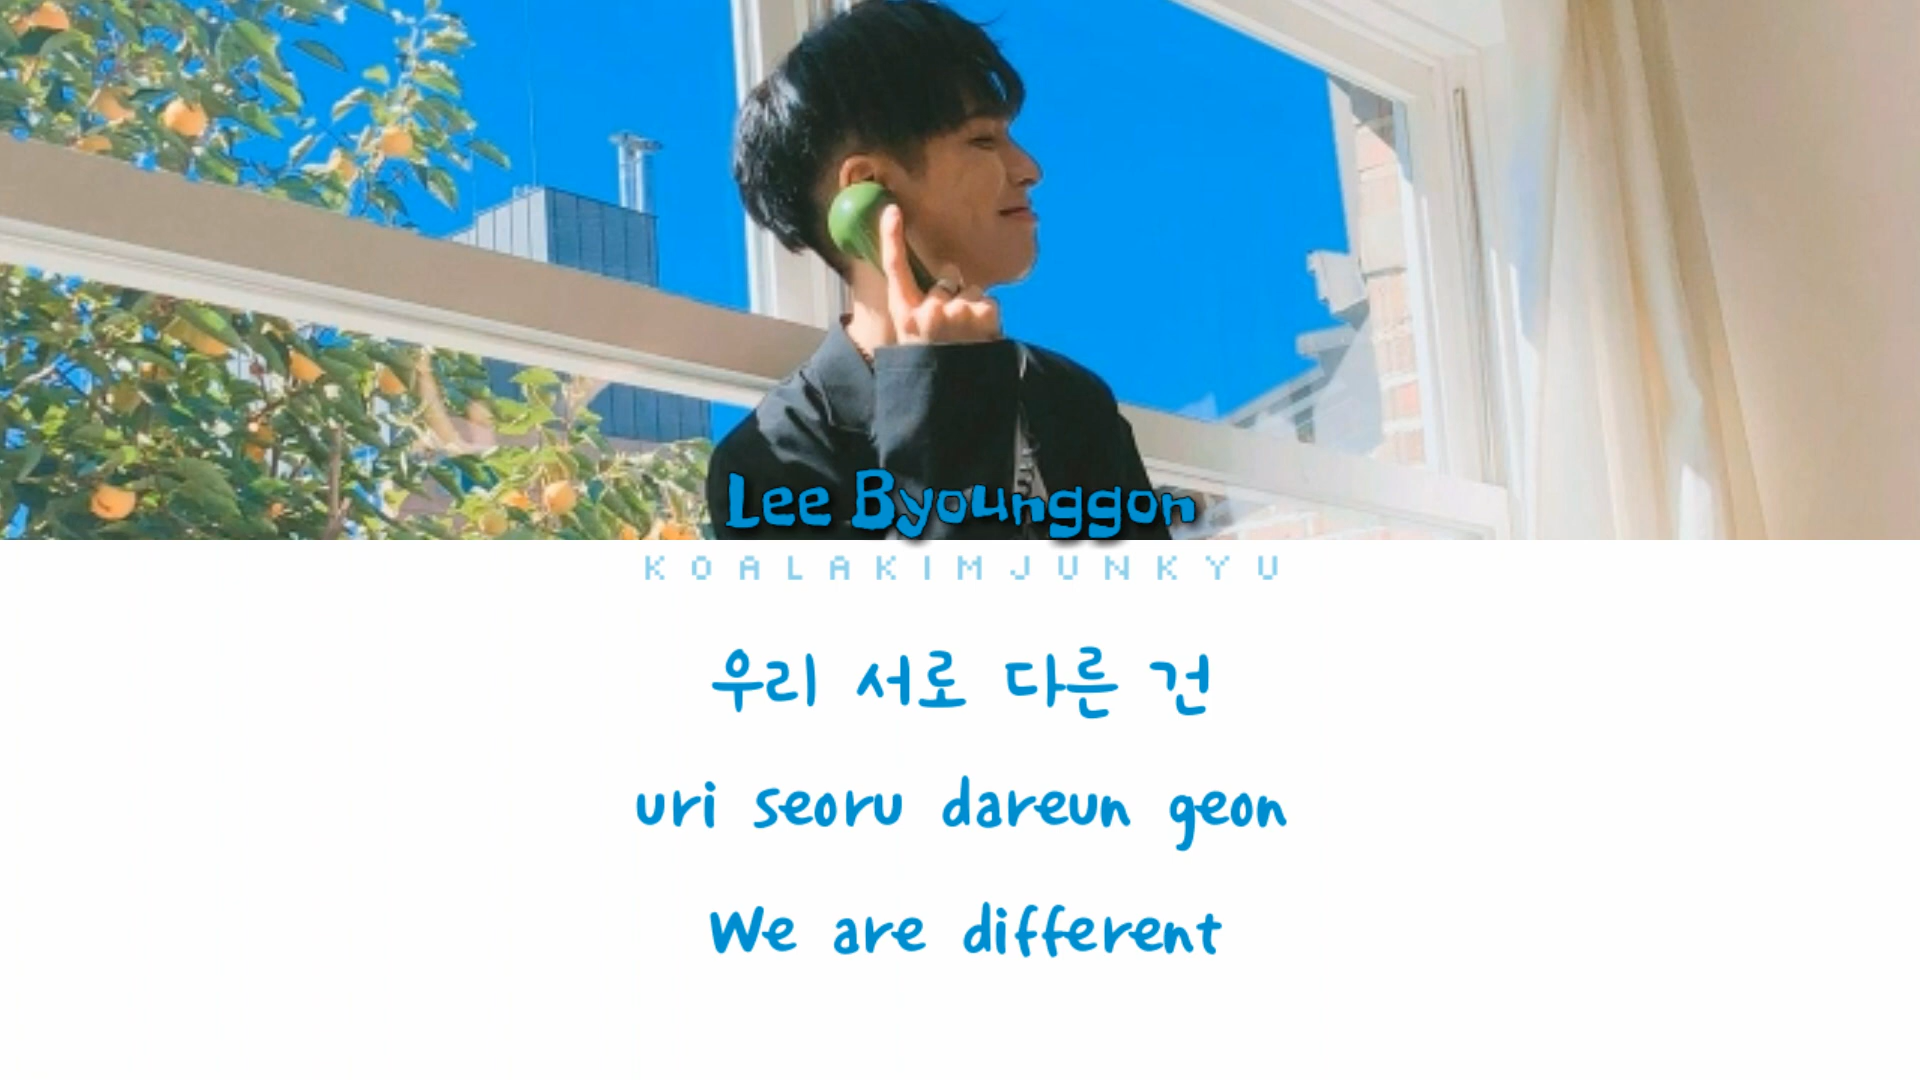 Lee Byounggon
KOALAKIMJUNKYU
우리 서로 다른 건
uri seoru dareun geon
We are different